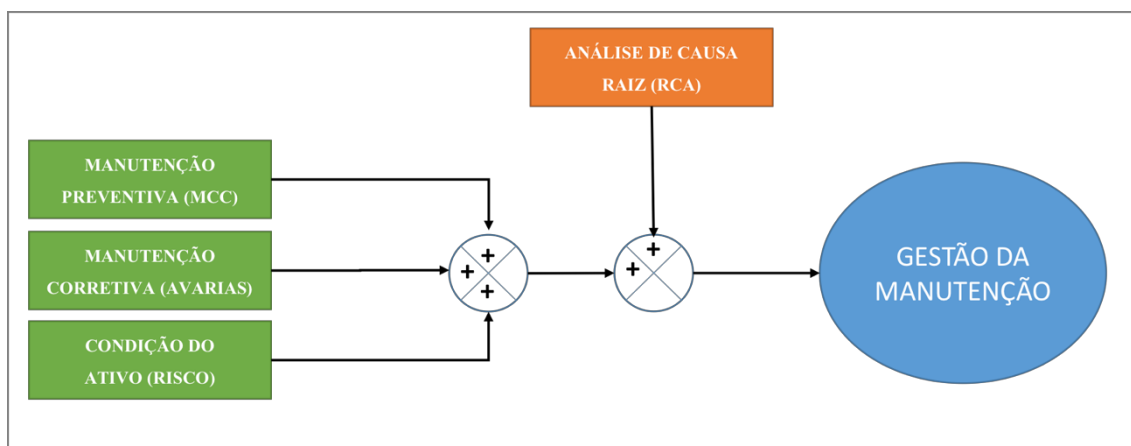 ANÁLISE DE CAUSA
RAIZ (RCA)
MANUTENÇÃO
PREVENTIVA (MCC)
MANUTENÇÃO
CORRETIVA (AVARIAS)
CONDIÇÃO DO
ATIVO (RISCO)
+
+
+
+
+
GESTÃO DA
MANUTENÇÃO